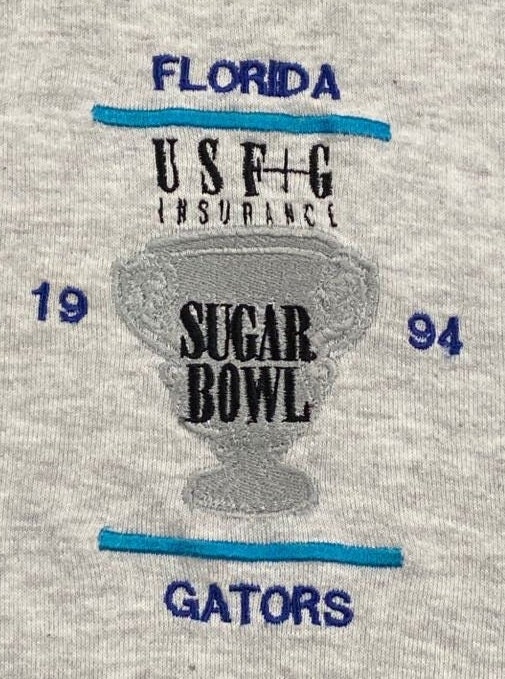 FLORIDA
USF+G
INSURANCE
19 94
SUGAR
BOWL
GATORS